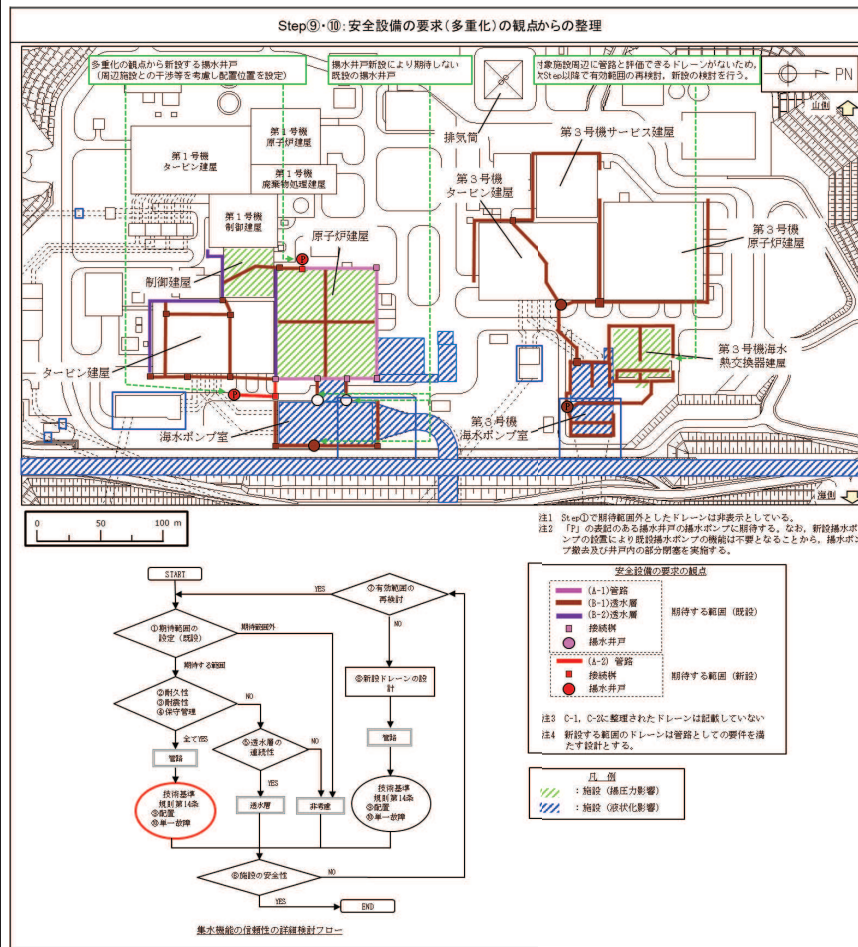 Step⑨・⑩:安全設備の要求(多重化)の観点からの整理
多重化の観点から新設する揚水井戸
(周辺施設との干渉等を考慮し配置位置を設定)
揚水井戸新設により期待しない
既設の揚水井戸
対象施設周辺に管路と評価できるドレーンがないため,
次Step以降で有効範囲の再検討,新設の検討を行う。
PN
山側
第1号機
タービン建屋
第1号機
原子炉建屋
第1号機
廃棄物処理建屋
第1号機
制御建屋
原子炉建屋
制御建屋
タービン建屋
海水ポンプ室
排気筒
第3号機サービス建屋
第3号機
タービン建屋
第3号機
原子炉建屋
第3号機海水
熱交換器建屋
第3号機
海水ポンプ室
P
P
P
海側
0 50 100 m
注1 Step①で期待範囲外としたドレーンは非表示としている。
注2 「P」の表記のある揚水井戸の揚水ポンプに期待する。なお,新設揚水ポ
ンプの設置により既設揚水ポンプの機能は不要となることから,揚水ポン
プ撤去及び井戸内の部分閉塞を実施する。
安全設備の要求の観点
(A-1)管路
(B-1)透水層
(B-2)透水層
接続桝
揚水井戸
期待する範囲(既設)
(A-2) 管路
接続桝
揚水井戸
期待する範囲(新設)
注3 C-1, C-2に整理されたドレーンは記載していない
注4 新設する範囲のドレーンは管路としての要件を満
たす設計とする。
凡 例
:施設(揚圧力影響)
:施設(液状化影響)
START
①期待範囲の
設定(既設)
期待範囲外
期待する範囲
②耐久性
③耐震性
④保守管理
NO
全てYES
管路
技術基準
規則第14条
⑨配置
⑩単一故障
⑤透水層の
連続性
NO
YES
透水層
非考慮
⑦有効範囲の
再検討
YES
NO
⑧新設ドレーンの設
計
管路
技術基準
規則第14条
⑨配置
⑩単一故障
⑥施設の安全性
NO
YES
END
集水機能の信頼性の詳細検討フロー